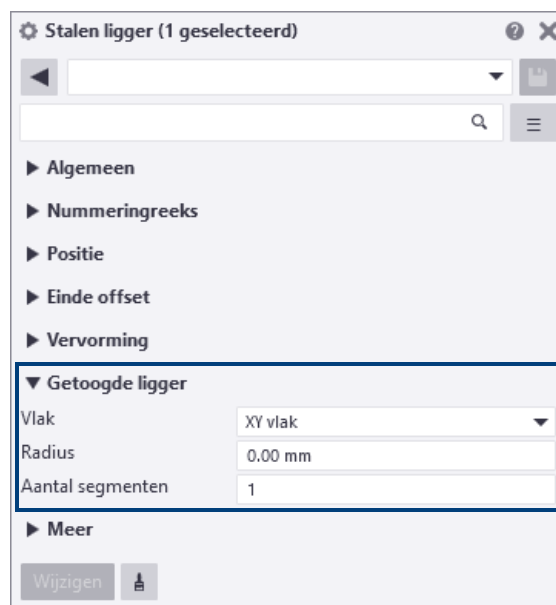 Stalen ligger (1 geselecteerd)
Algemeen
Nummeringreeks
Positie
Einde offset
Vervorming
Getoogde ligger
Vlak XY vlak
Radius 0.00 mm
Aantal segmenten 1
Meer
Wijzigen